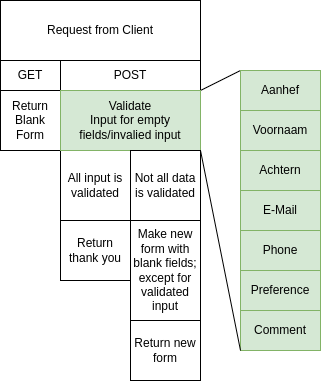 Request from Client
GET
POST
Return
Blank
Form
Validate
Input for empty
fields/invalied input
All input is
validated
Not all data
is validated
Return
thank you
Make new
form with
blank fields;
except for
validated
input
Return new
form
Aanhef
Voornaam
Achtern
E-Mail
Phone
Preference
Comment